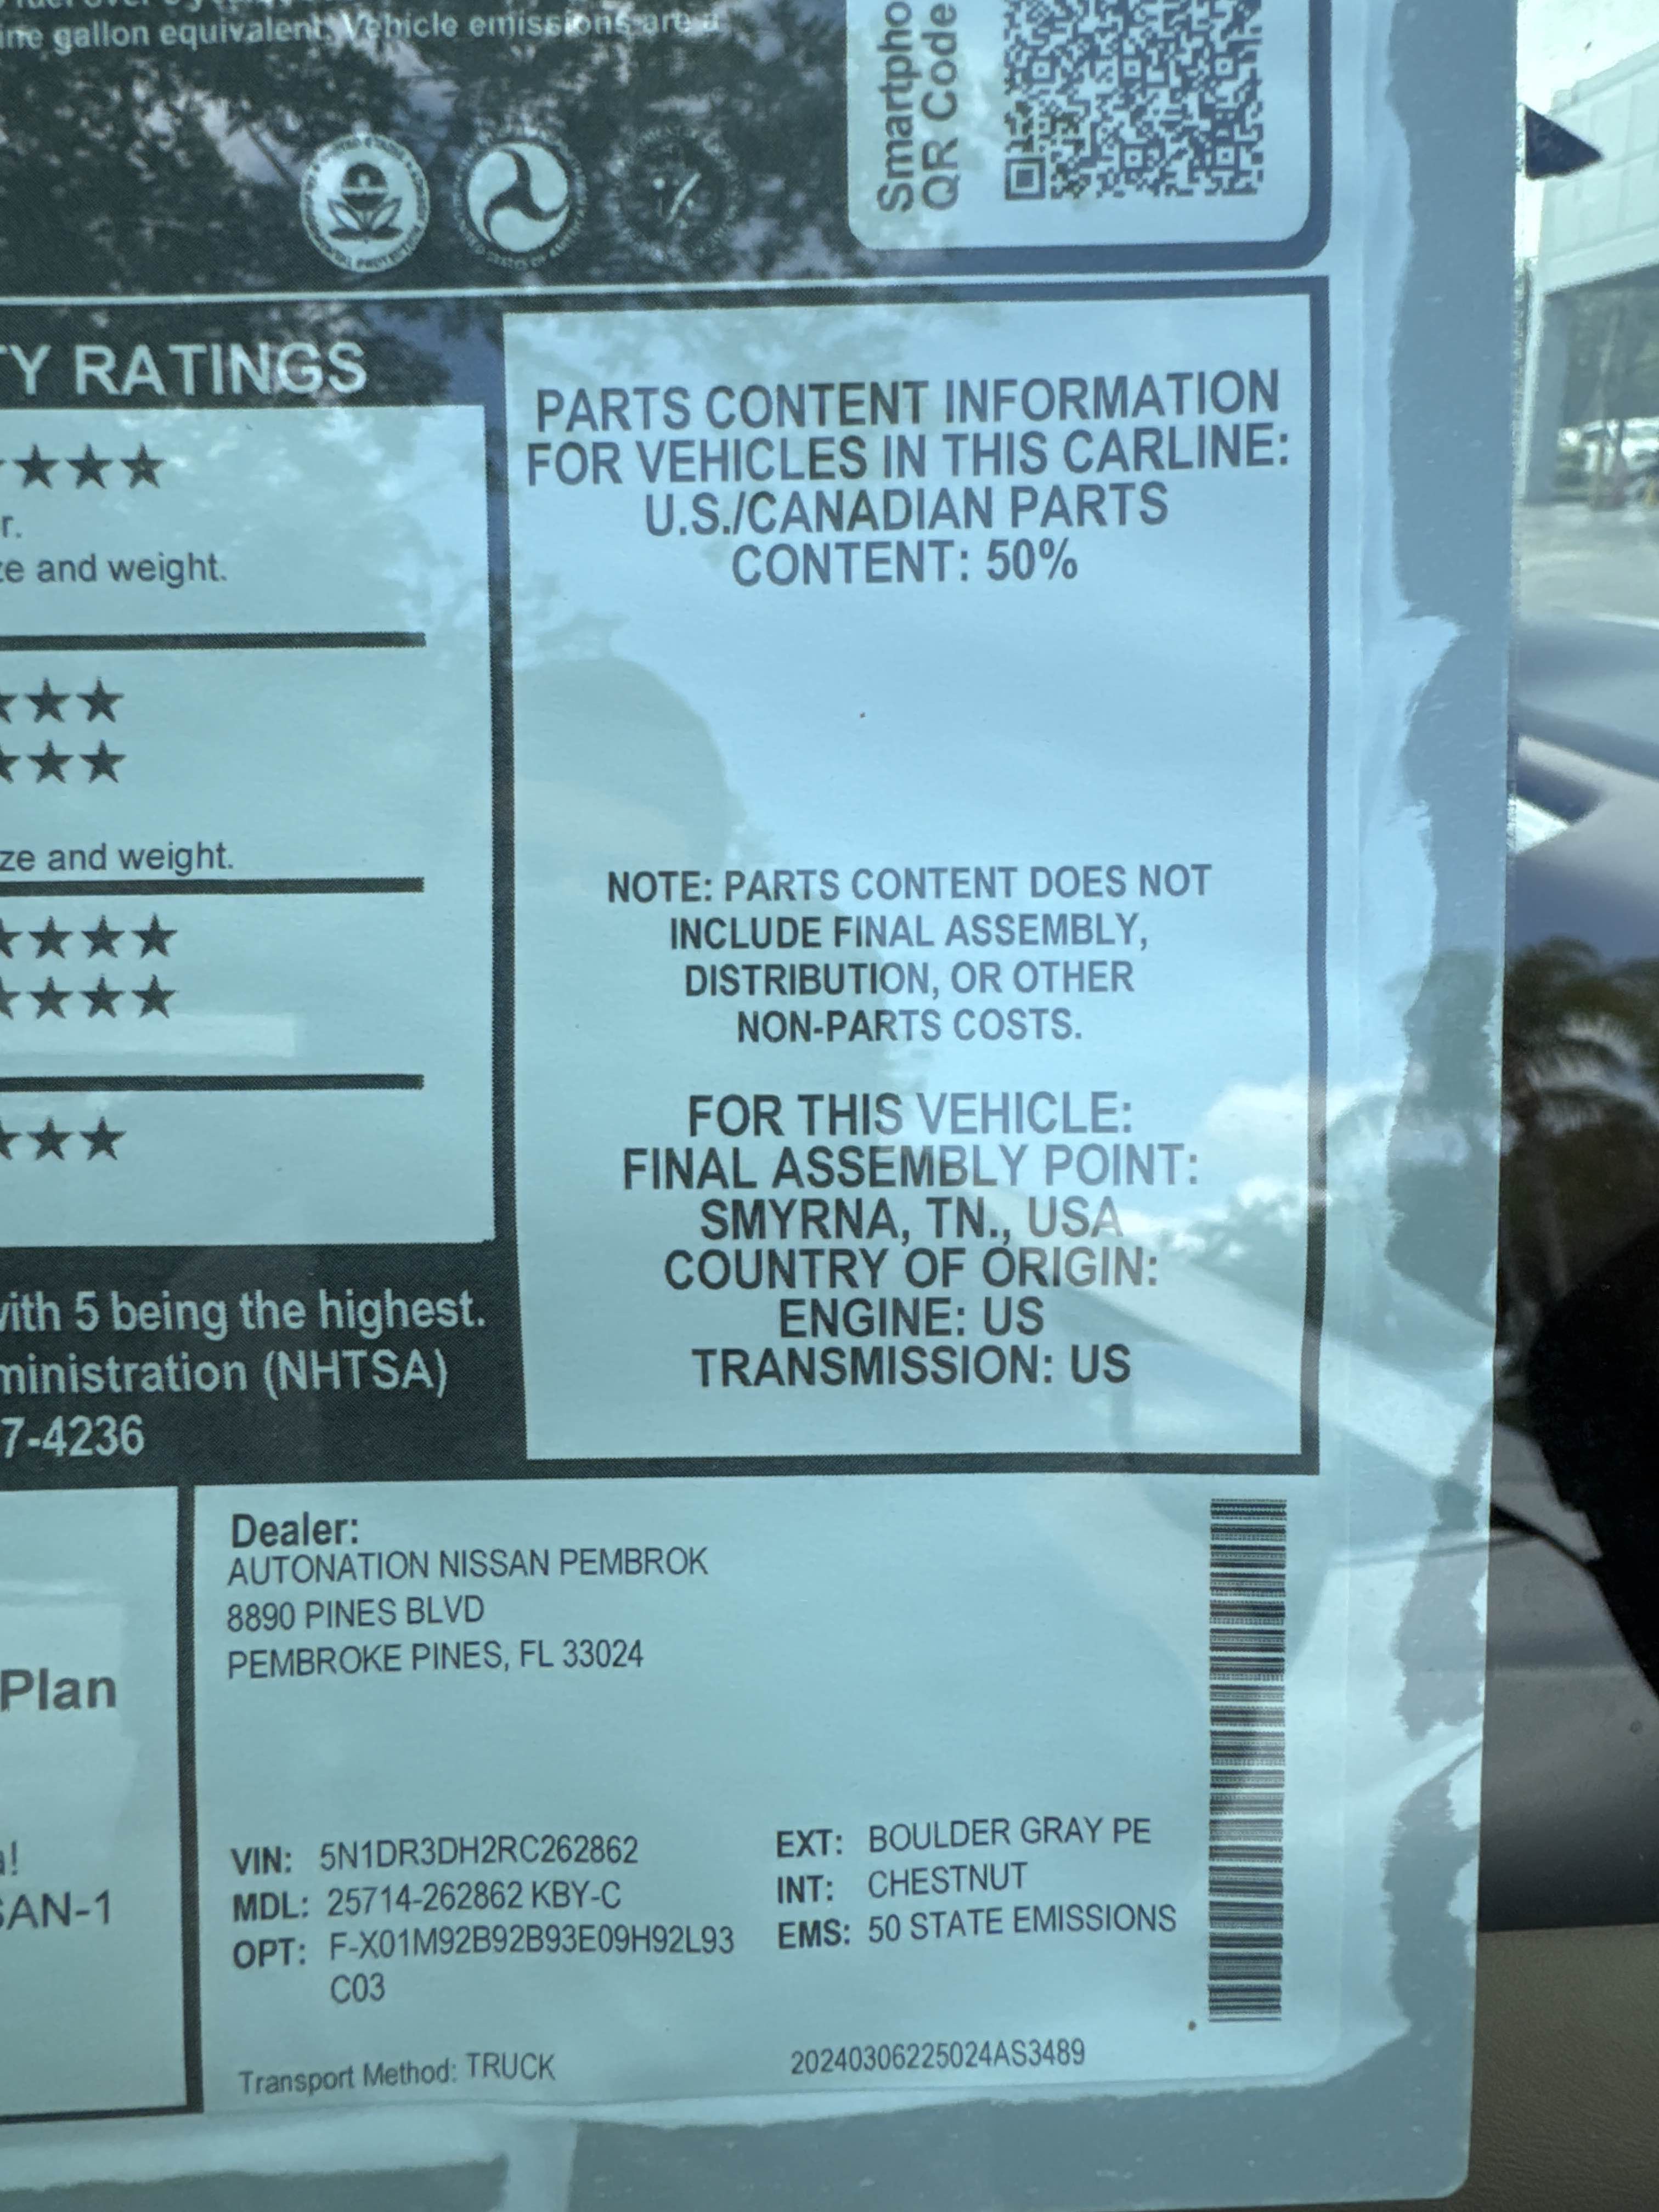 ine gallon equivalent. Vehicle emissions are a
Smartpho
QR Code
Y RATINGS
★★★
r.
e and weight.
★★★
★★★
ze and weight.
★★★★
★★★★
★★★
with 5 being the highest.
ministration (NHTSA)
7-4236
PARTS CONTENT INFORMATION
FOR VEHICLES IN THIS CARLINE:
U.S./CANADIAN PARTS
CONTENT: 50%
NOTE: PARTS CONTENT DOES NOT
INCLUDE FINAL ASSEMBLY,
DISTRIBUTION, OR OTHER
NON-PARTS COSTS.
FOR THIS VEHICLE:
FINAL ASSEMBLY POINT:
SMYRNA, TN., USA
COUNTRY OF ORIGIN:
ENGINE: US
TRANSMISSION: US
Plan
!
SAN-1
Dealer:
AUTONATION NISSAN PEMBROK
8890 PINES BLVD
PEMBROKE PINES, FL 33024
VIN: 5N1DR3DH2RC262862
MDL: 25714-262862 KBY-C
OPT: F-X01M92B92B93E09H92L93
C03
EXT: BOULDER GRAY PE
INT: CHESTNUT
EMS: 50 STATE EMISSIONS
Transport Method: TRUCK
20240306225024AS3489